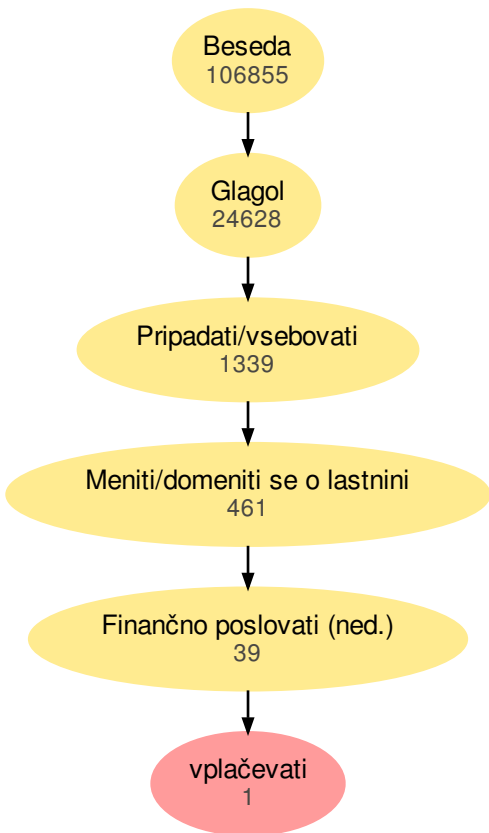 Beseda
106855
Glagol
24628
Pripadati/vsebovati
1339
Meniti/domeniti se o lastnini
461
Finančno poslovati (ned.)
39
vplačevati
1